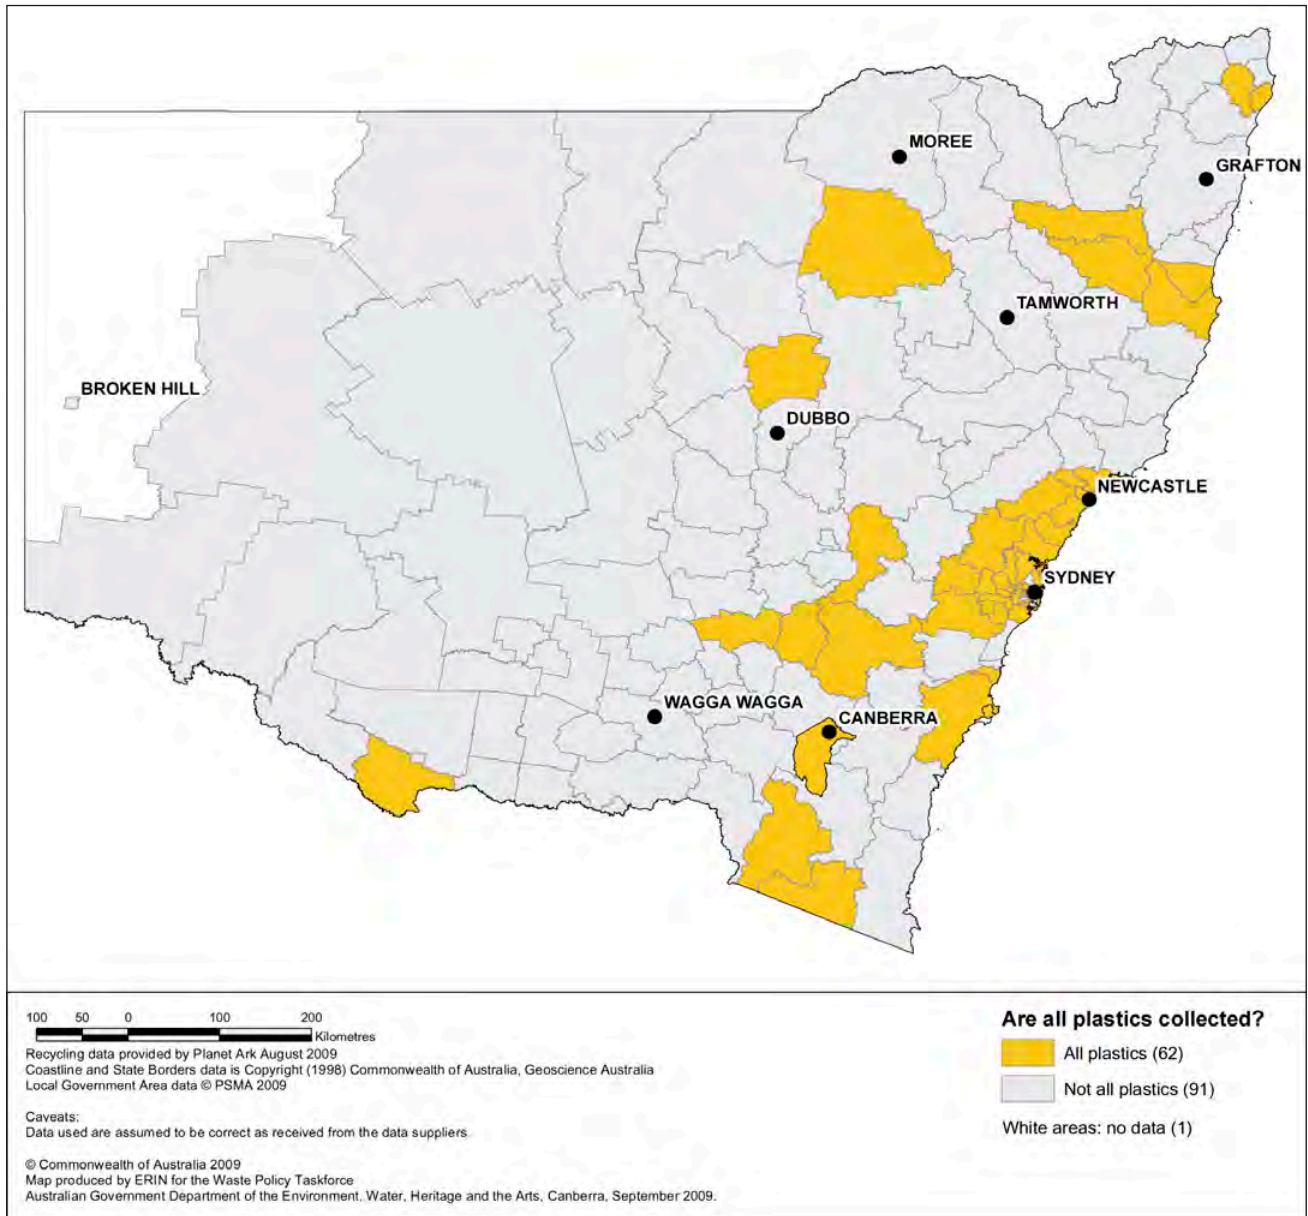 MOREE
GRAFTON
TAMWORTH
BROKEN HILL
DUBBO
NEWCASTLE
SYDNEY
WAGGA WAGGA
CANBERRA
100 50 0 100 200
Kilometres
Recycling data provided by Planet Ark August 2009
Coastline and State Borders data is Copyright (1998) Commonwealth of Australia, Geoscience Australia
Local Government Area data © PSMA 2009
Caveats:
Data used are assumed to be correct as received from the data suppliers
© Commonwealth of Australia 2009
Map produced by ERIN for the Waste Policy Taskforce
Australian Government Department of the Environment. Water, Heritage and the Arts, Canberra, September 2009.
Are all plastics collected?
All plastics (62)
Not all plastics (91)
White areas: no data (1)